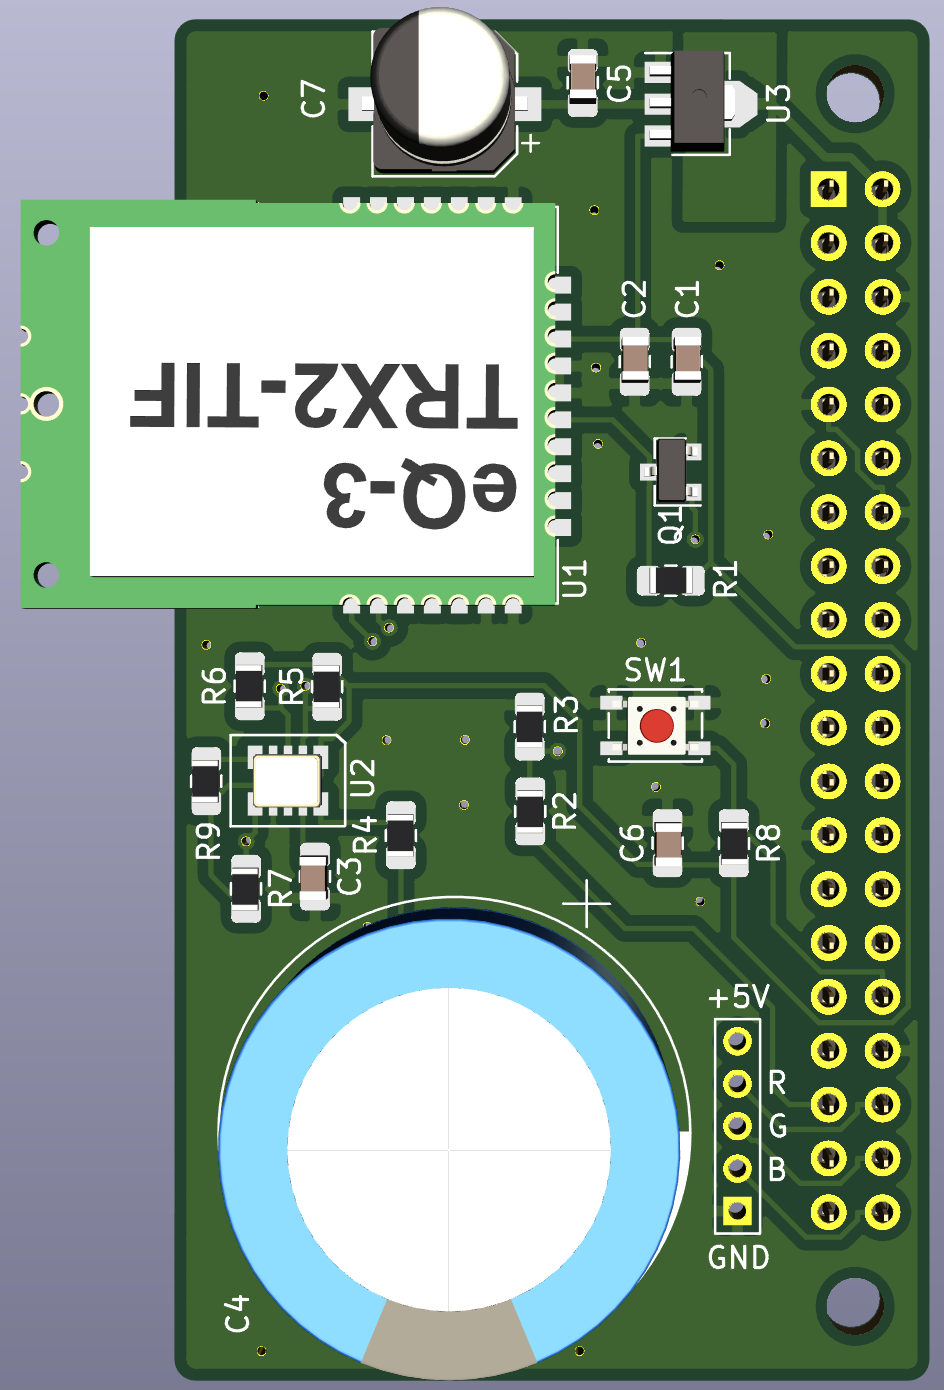 C7
+
C5
U3
C2
C1
eQ-3
TRX2-TIF
Q1
U1
R1
R6
R5
SW1
R3
U2
R2
R9
R4
C6
R8
R7
C3
+
+5V
R
G
B
GND
C4